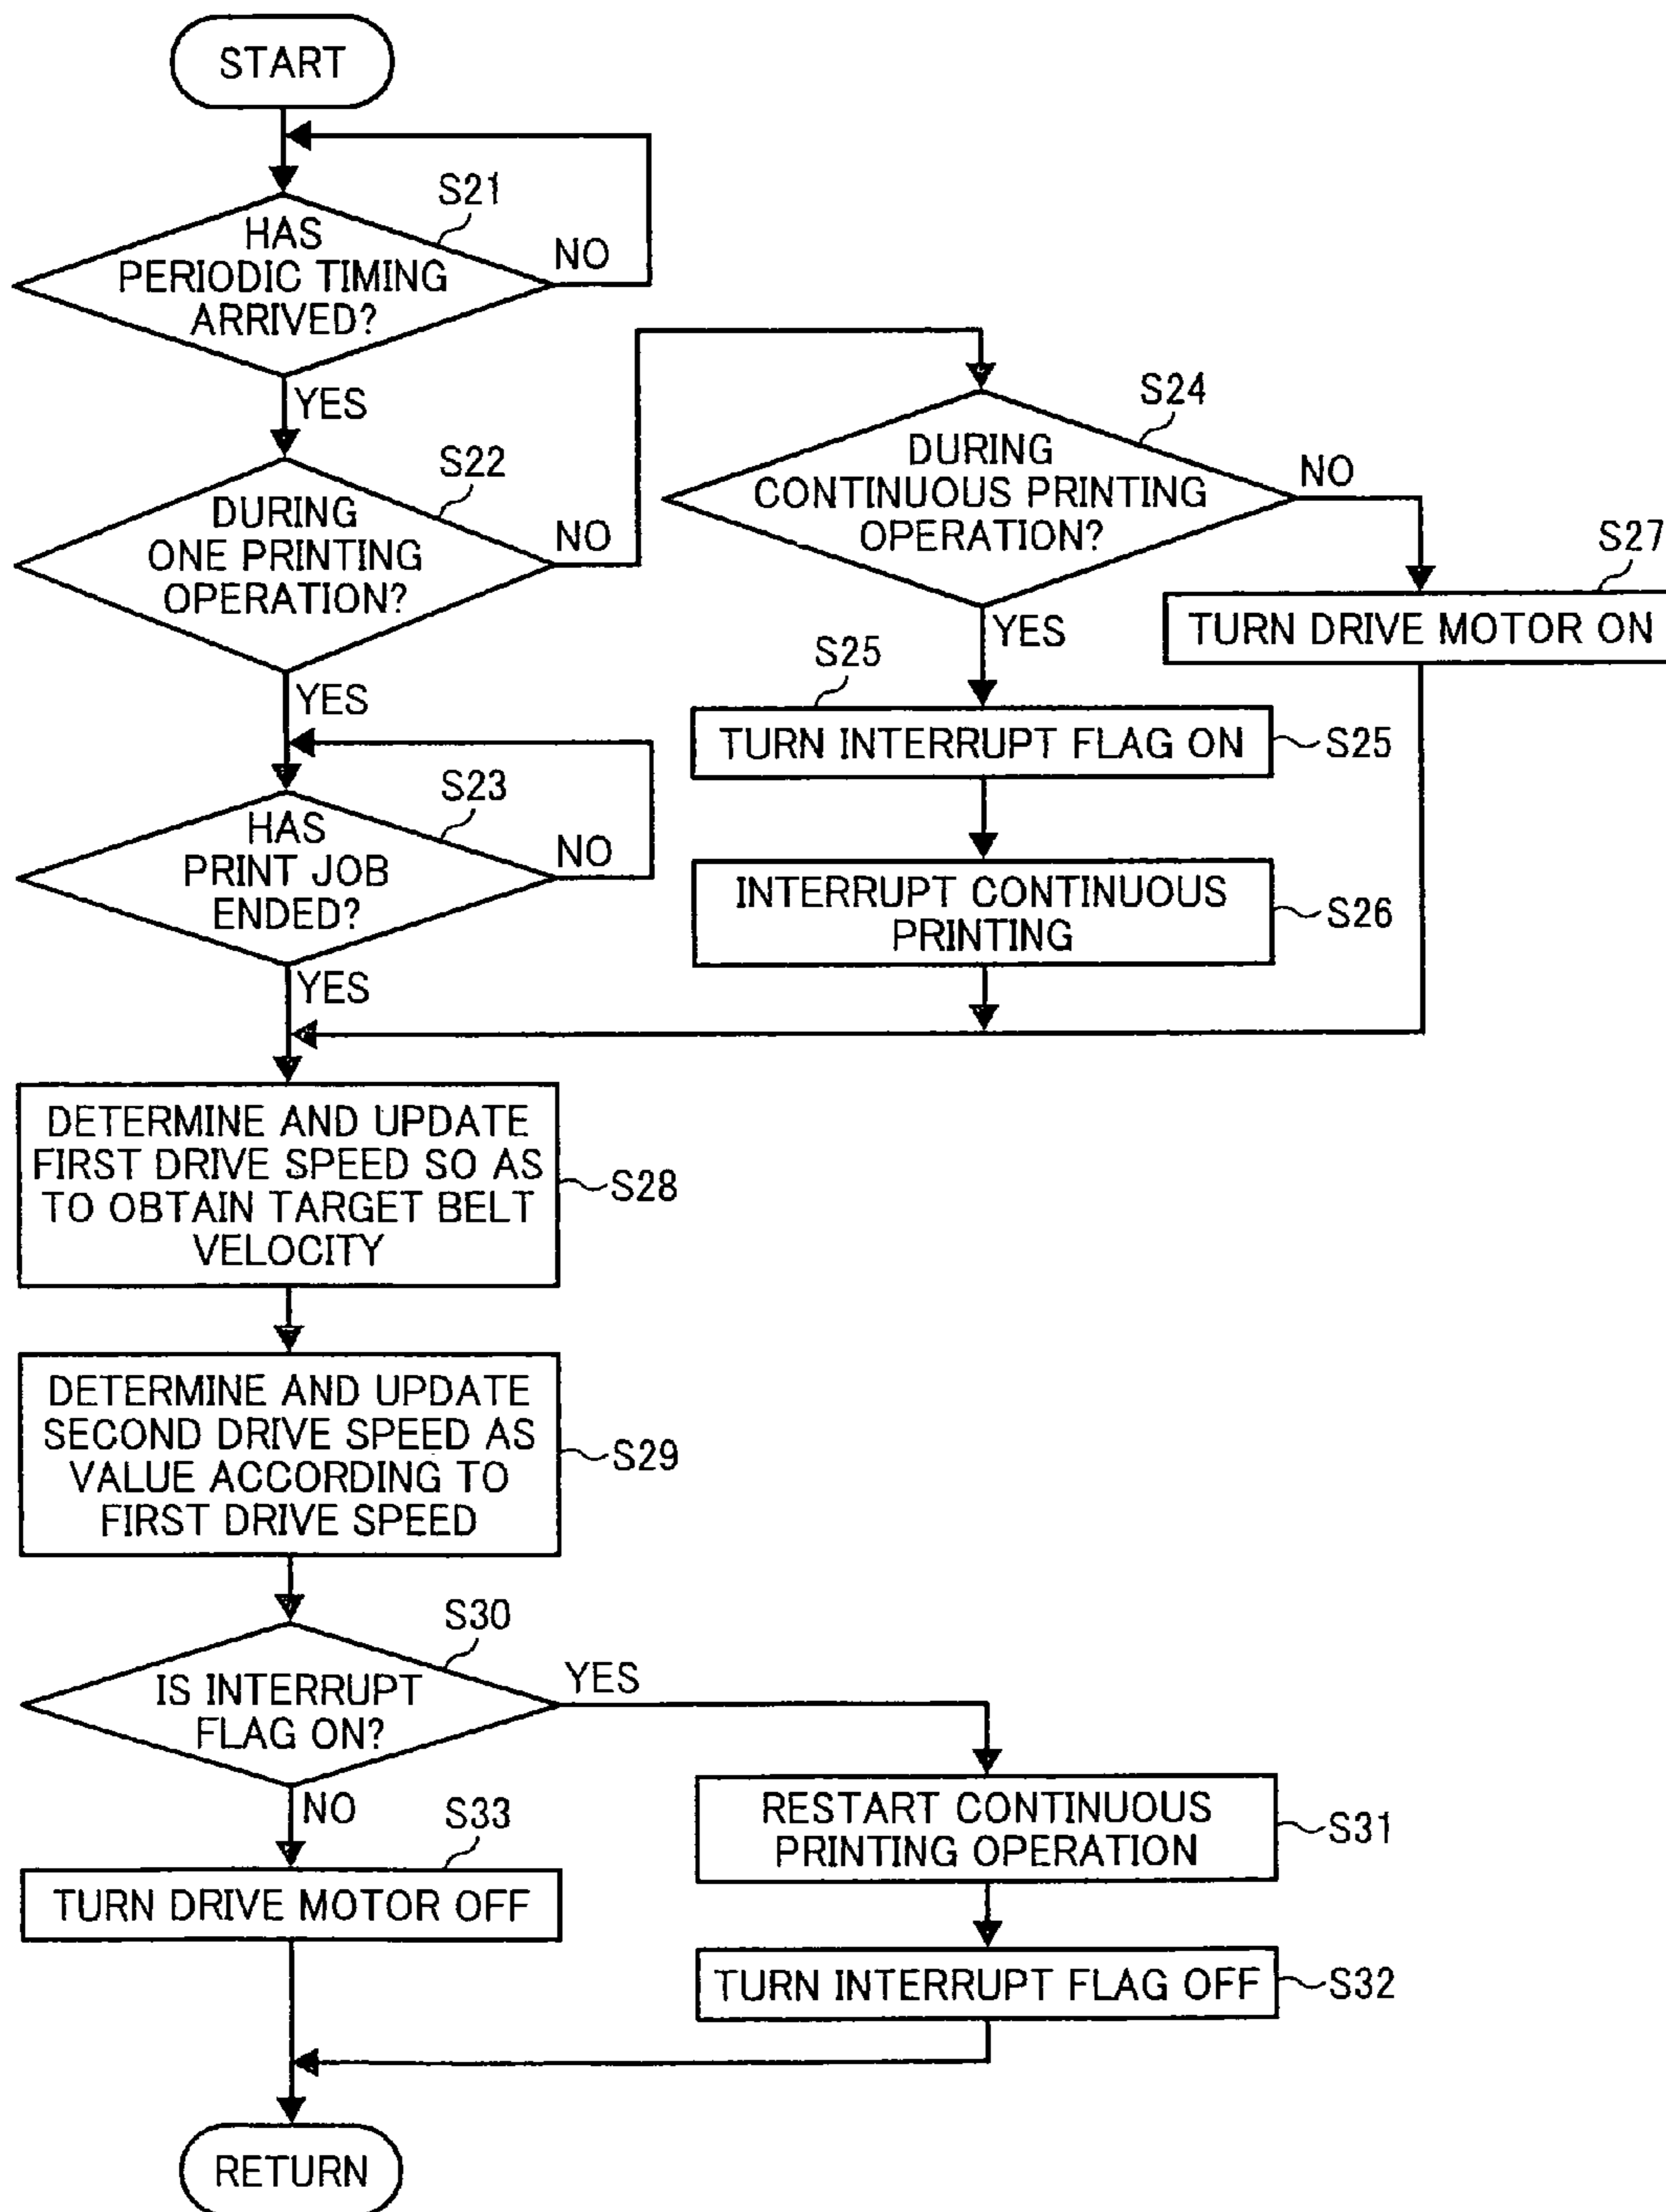 START
S21
HAS
PERIODIC TIMING
ARRIVED?
NO
YES
S22
DURING
ONE PRINTING
OPERATION?
NO
YES
S23
HAS
PRINT JOB
ENDED?
NO
YES
S24
DURING
CONTINUOUS PRINTING
OPERATION?
NO
YES
S27
TURN DRIVE MOTOR ON
S25
TURN INTERRUPT FLAG ON
S25
INTERRUPT CONTINUOUS
PRINTING
S26
DETERMINE AND UPDATE
FIRST DRIVE SPEED SO AS
TO OBTAIN TARGET BELT
VELOCITY
S28
DETERMINE AND UPDATE
SECOND DRIVE SPEED AS
VALUE ACCORDING TO
FIRST DRIVE SPEED
S29
S30
IS INTERRUPT
FLAG ON?
YES
NO
S33
TURN DRIVE MOTOR OFF
RESTART CONTINUOUS
PRINTING OPERATION
S31
TURN INTERRUPT FLAG OFF
S32
RETURN